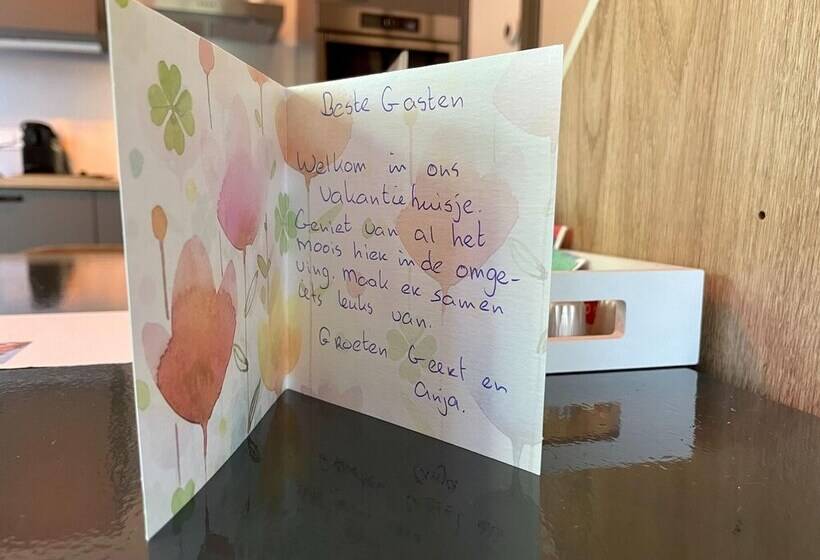 Beste Gasten
Welkom in ons
vakantiehuisje.
Geniet van al het
moois hier in de omge-
ving. Maak er samen
iets leuks van.
Groeten Geert en
Anja.